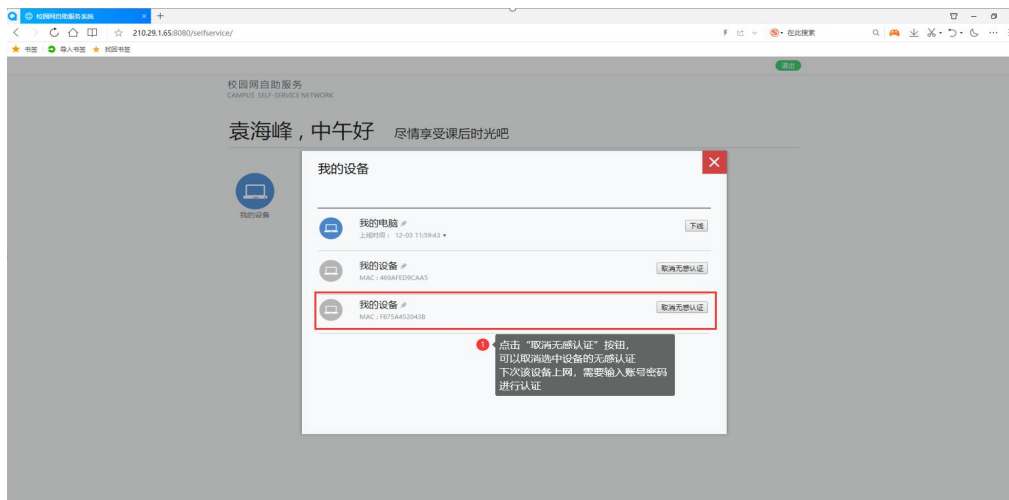 校园网自助服务系统
210.29.1.65:8080/selfservice/
在此搜索
书签
导入书签
找回书签
退出
校园网自助服务
CAMPUS SELF-SERVICE NETWORK
袁海峰，中午好 尽情享受课后时光吧
我的设备
我的设备
我的电脑
上线时间： 12-03 11:59:43
下线
我的设备
MAC : 469AFED9CAA5
取消无感认证
我的设备
MAC : F875A452043B
取消无感认证
1
点击“取消无感认证”按钮，
可以取消选中设备的无感认证
下次该设备上网，需要输入账号密码
进行认证